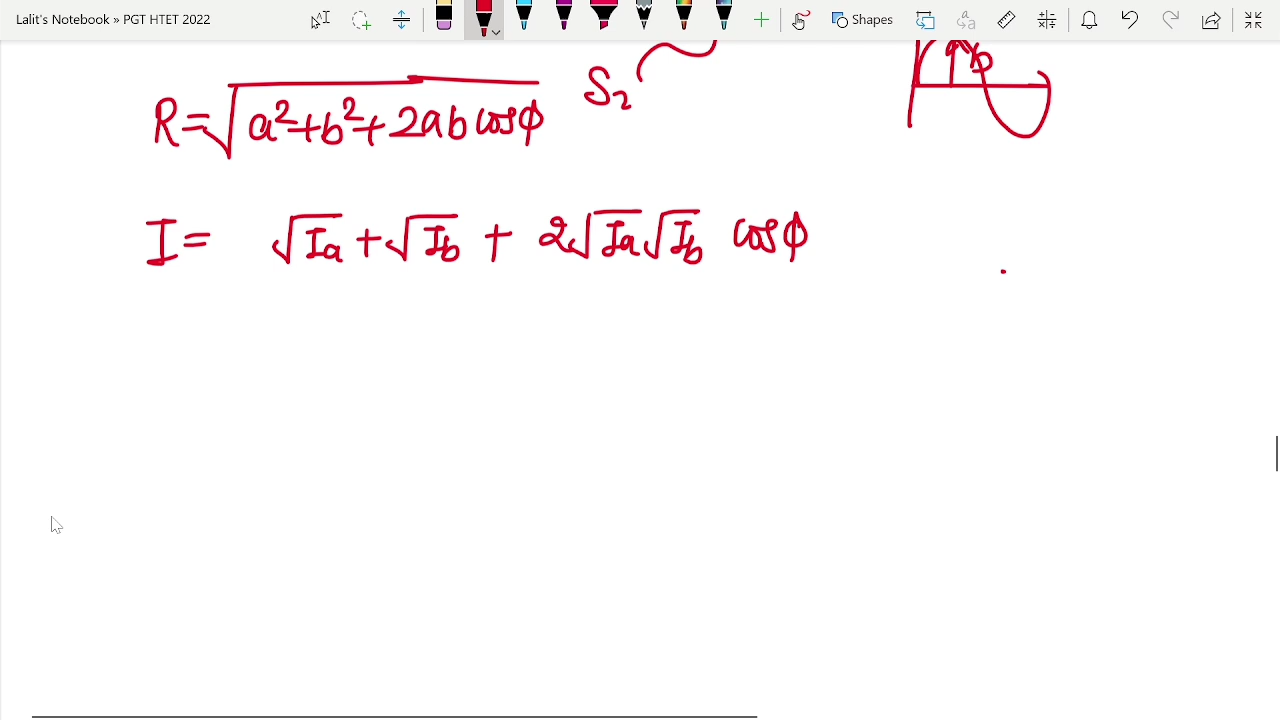 Lalit's Notebook » PGT HTET 2022
Shapes
S₂
b
R=√(a²+b²+2ab cosϕ)
I= √Ia + √Ib + 2√Ia√Ib cosϕ